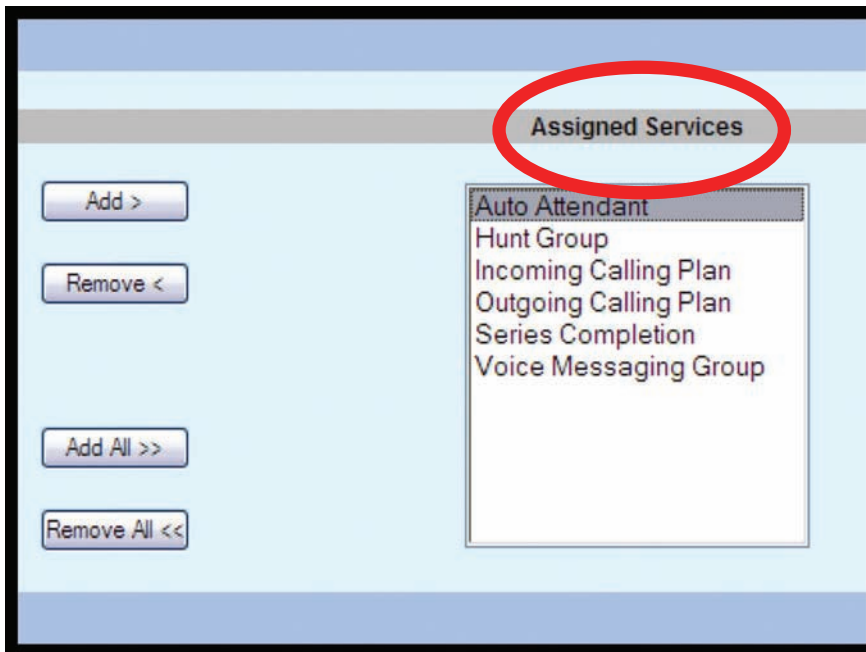 Assigned Services
Add >
Remove <
Add All >>
Remove All <<
Auto Attendant
Hunt Group
Incoming Calling Plan
Outgoing Calling Plan
Series Completion
Voice Messaging Group